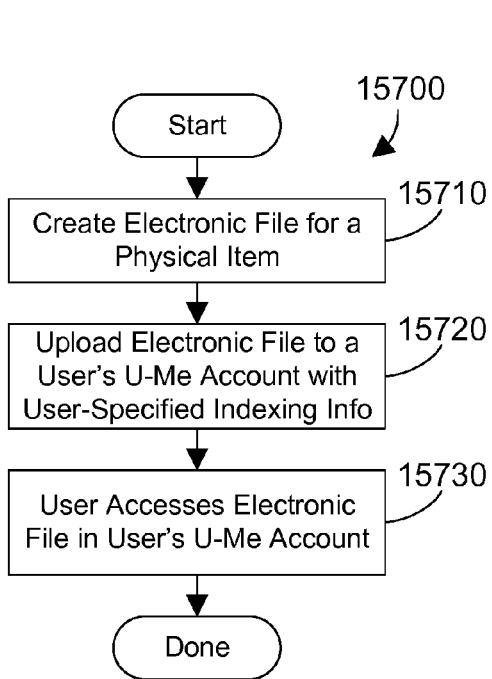 15700
Start
15710
Create Electronic File for a
Physical Item
15720
Upload Electronic File to a
User's U-Me Account with
User-Specified Indexing Info
15730
User Accesses Electronic
File in User's U-Me Account
Done